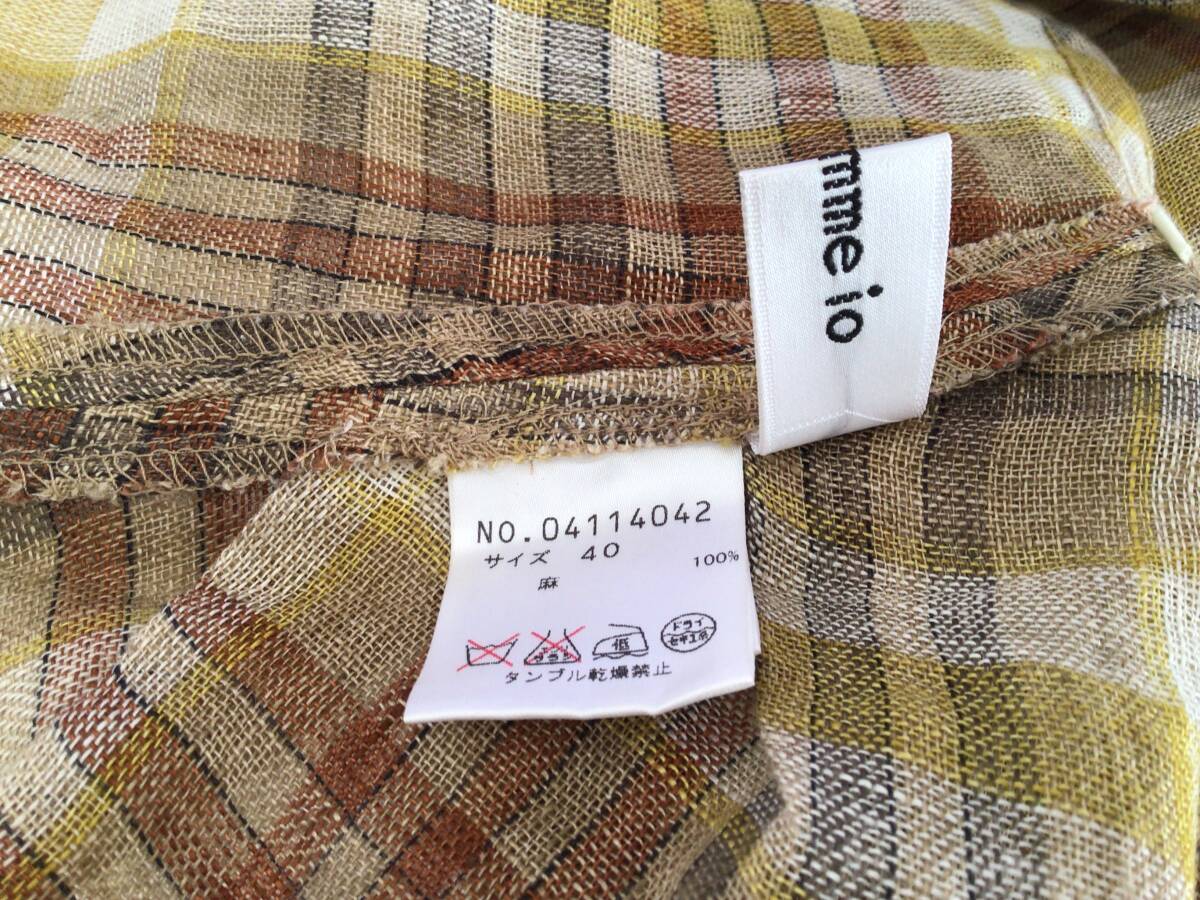 mme io
NO.04114042
サイズ 40
麻 100%
低
ドライ
セキユ系
タンブル乾燥禁止